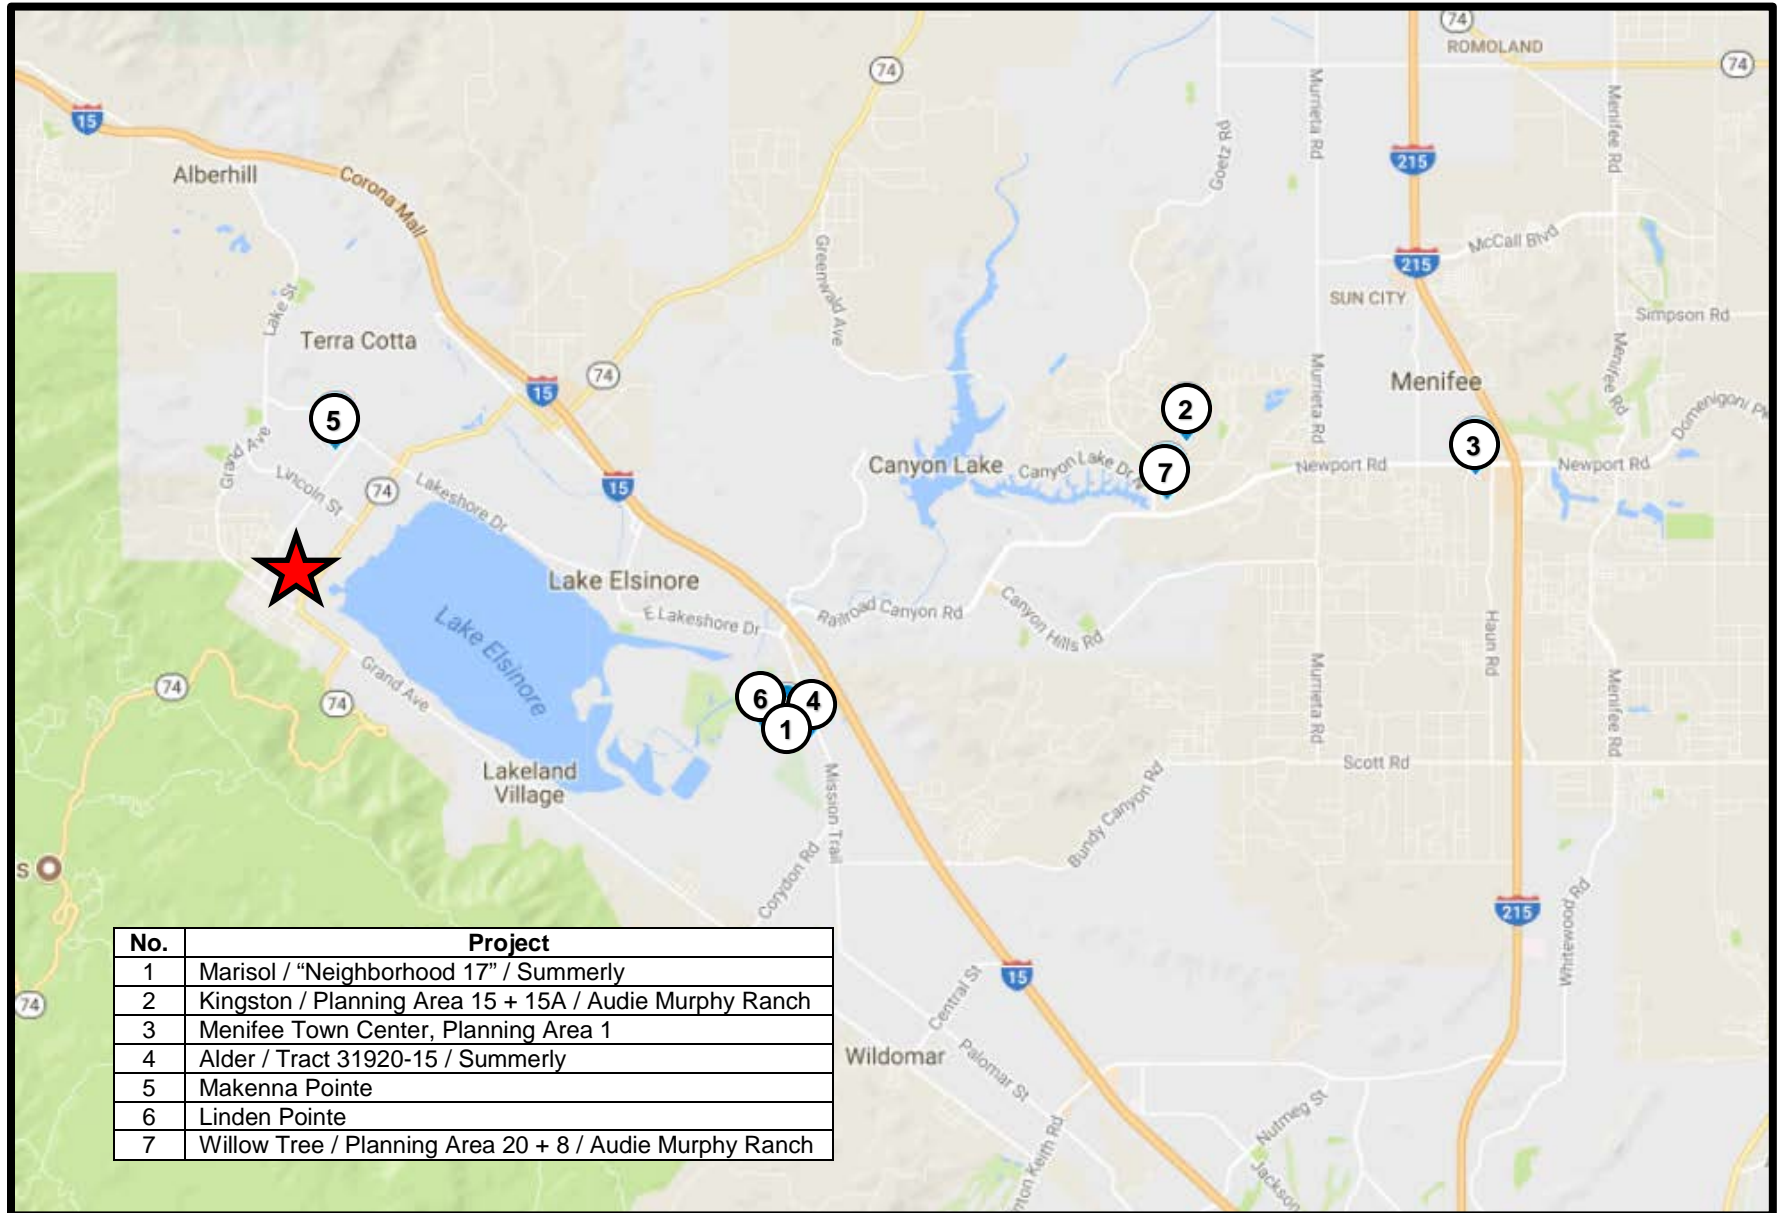 74
ROMOLAND
74
74
15
Alberhill
Corona Mall
Murrieta Rd
Menifee Rd
Goetz Rd
215
McCall Blvd
215
Greenwald Ave
SUN CITY
Simpson Rd
Lake St
Terra Cotta
74
15
Menifee
Murrieta Rd
Menifee Rd
Domenigoni
2
5
3
Grand Ave
Canyon Lake
Canyon Lake Dr N
7
Newport Rd
Newport Rd
Lincoln St
74
Lakeshore Dr
15
Lake Elsinore
E Lakeshore Dr
Railroad Canyon Rd
Canyon Hills Rd
Haun Rd
Lake Elsinore
Grand Ave
74
74
6
4
1
Murrieta Rd
Menifee Rd
Scott Rd
Lakeland
Village
Mission Trail
Bundy Canyon Rd
Corydon Rd
S
215
Whitewood Rd
15
74
Central St
Wildomar
Palomar St
Nutmeg St
ton Keith Rd
Jackson
No. Project
1 Marisol / “Neighborhood 17” / Summerly
2 Kingston / Planning Area 15 + 15A / Audie Murphy Ranch
3 Menifee Town Center, Planning Area 1
4 Alder / Tract 31920-15 / Summerly
5 Makenna Pointe
6 Linden Pointe
7 Willow Tree / Planning Area 20 + 8 / Audie Murphy Ranch